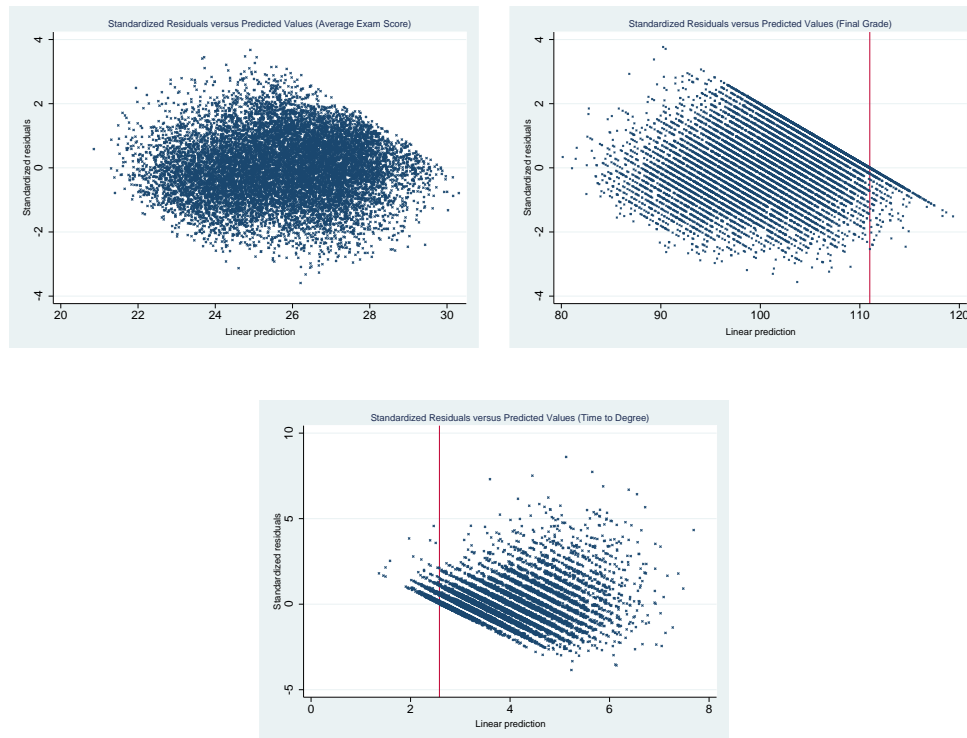 Standardized Residuals versus Predicted Values (Average Exam Score)
4
2
0
-2
-4
Standardized residuals
20 22 24 26 28 30
Linear prediction
Standardized Residuals versus Predicted Values (Final Grade)
4
2
0
-2
-4
Standardized residuals
80 90 100 110 120
Linear prediction
Standardized Residuals versus Predicted Values (Time to Degree)
10
5
0
-5
Standardized residuals
0 2 4 6 8
Linear prediction